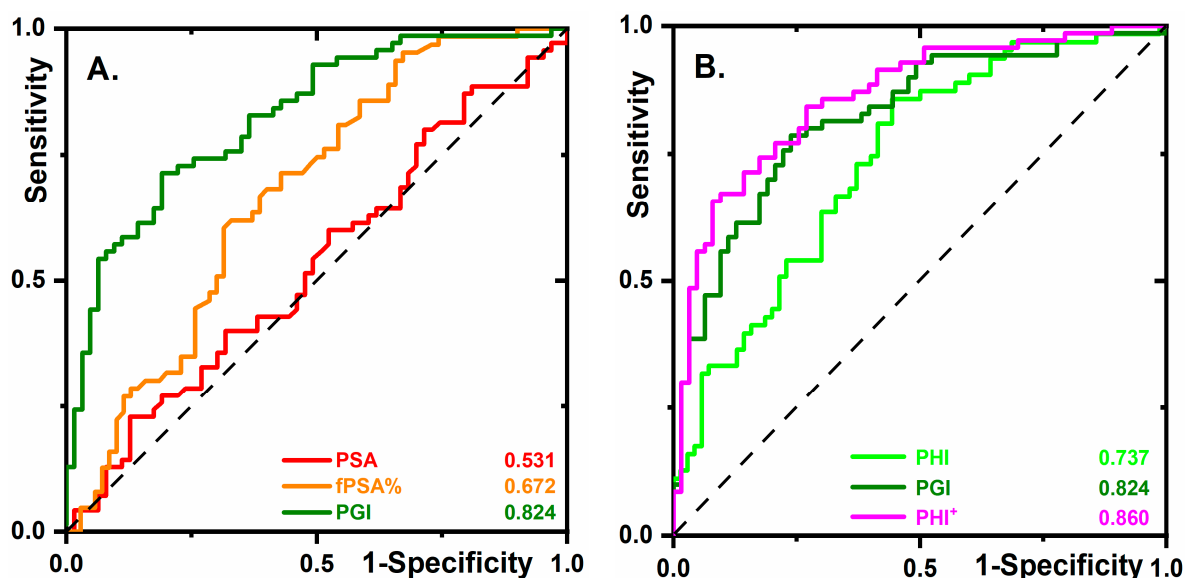 1.0
A.
Sensitivity
0.5
PSA 0.531
fPSA% 0.672
PGI 0.824
0.0
0.0 0.5 1.0
1-Specificity
1.0
B.
Sensitivity
0.5
PHI 0.737
PGI 0.824
PHI+ 0.860
0.0
0.0 0.5 1.0
1-Specificity